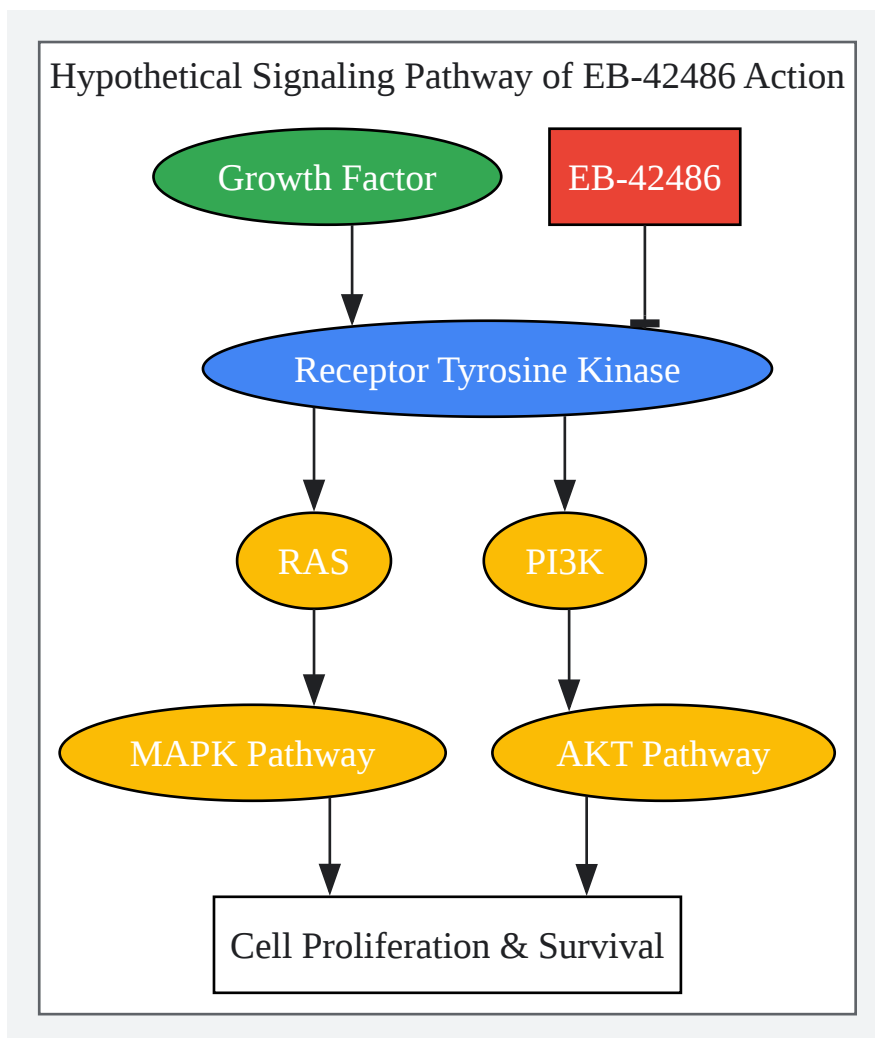 Hypothetical Signaling Pathway of EB-42486 Action
Growth Factor
EB-42486
Receptor Tyrosine Kinase
RAS
PI3K
MAPK Pathway
AKT Pathway
Cell Proliferation & Survival